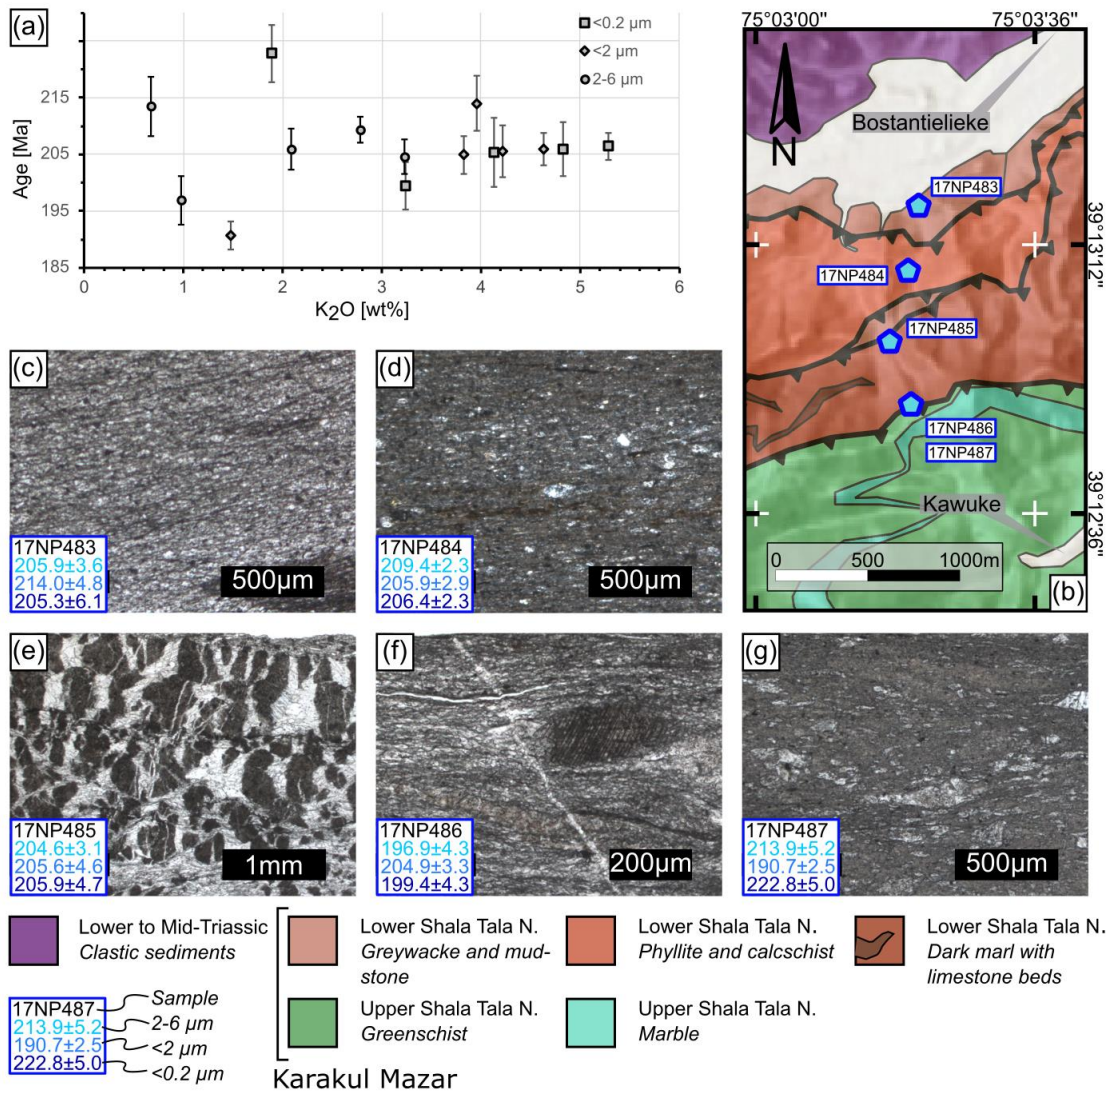 (a)
<0.2 µm
<2 µm
2-6 µm
Age [Ma]
215
205
195
185
0 1 2 3 4 5 6
K2O [wt%]
75°03'00" 75°03'36"
Bostantielieke
N
17NP483
39°13'12"
17NP484
17NP485
17NP486
17NP487
Kawuke
39°12'36"
0 500 1000m
(b)
(c)
17NP483
205.9±3.6
214.0±4.8
205.3±6.1
500µm
(d)
17NP484
209.4±2.3
205.9±2.9
206.4±2.3
500µm
(e)
17NP485
204.6±3.1
205.6±4.6
205.9±4.7
1mm
(f)
17NP486
196.9±4.3
204.9±3.3
199.4±4.3
200µm
(g)
17NP487
213.9±5.2
190.7±2.5
222.8±5.0
500µm
Lower to Mid-Triassic
Clastic sediments
Lower Shala Tala N.
Greywacke and mud-
stone
Lower Shala Tala N.
Phyllite and calcschist
Lower Shala Tala N.
Dark marl with
limestone beds
17NP487
213.9±5.2
190.7±2.5
222.8±5.0
Sample
2-6 µm
<2 µm
<0.2 µm
Upper Shala Tala N.
Greenschist
Upper Shala Tala N.
Marble
Karakul Mazar